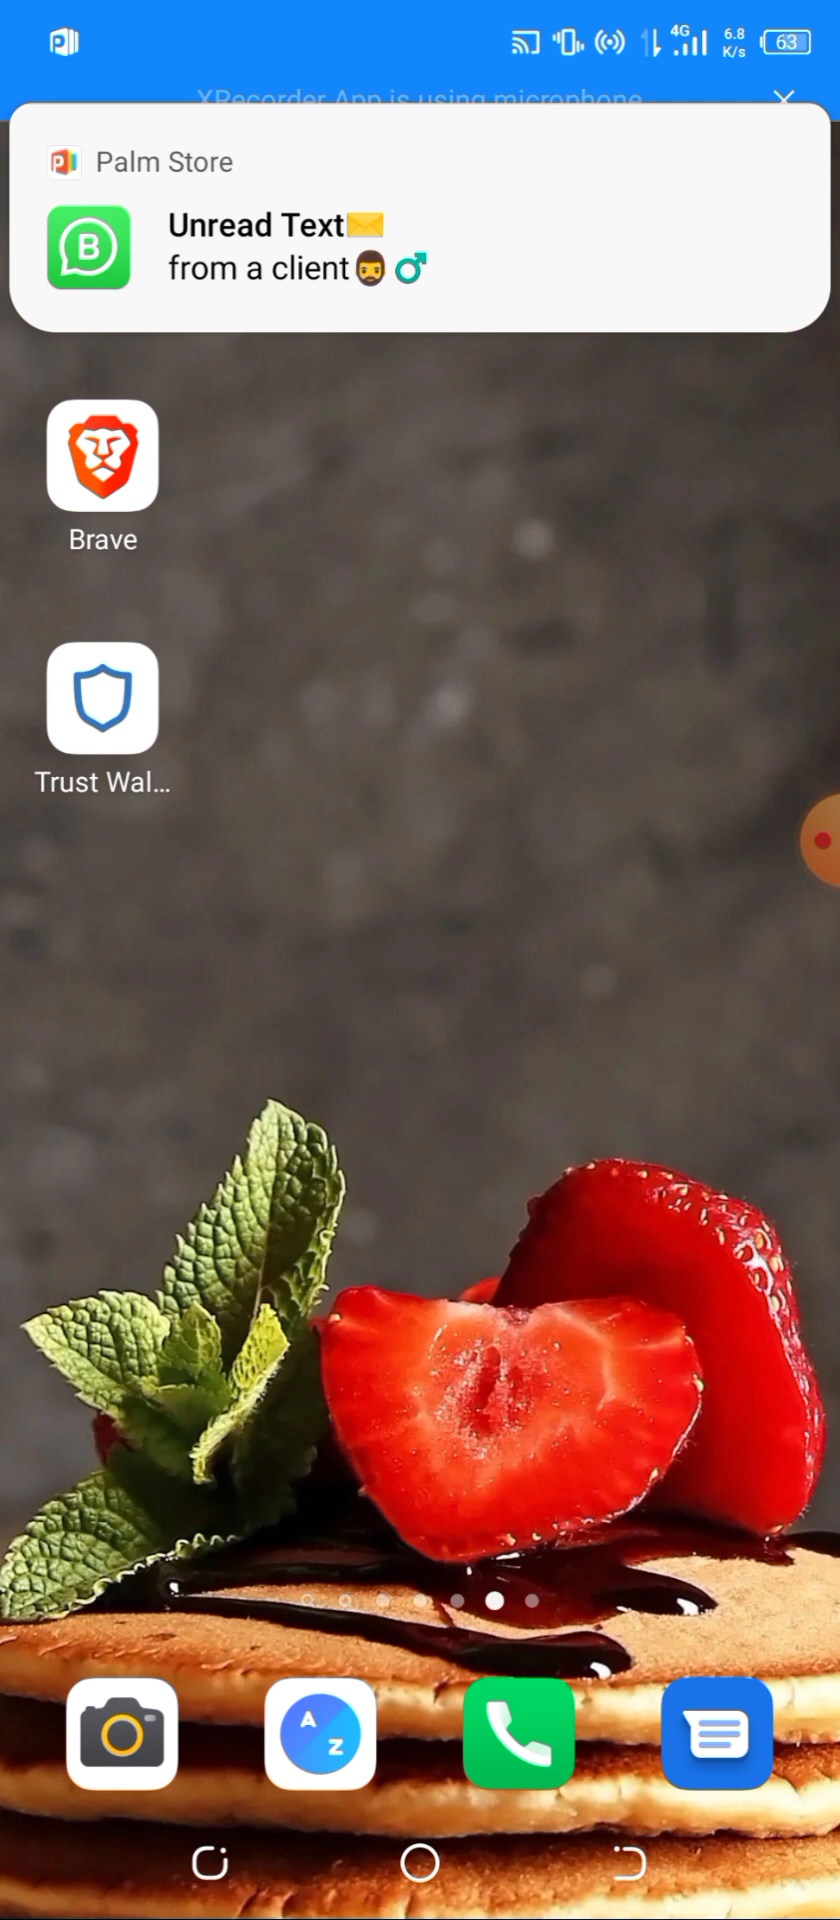 4G
6.8
K/s
63
XRecorder App is using microphone
Palm Store
B
Unread Text✉️
from a client🧔♂️
Brave
Trust Wal...
A
Z